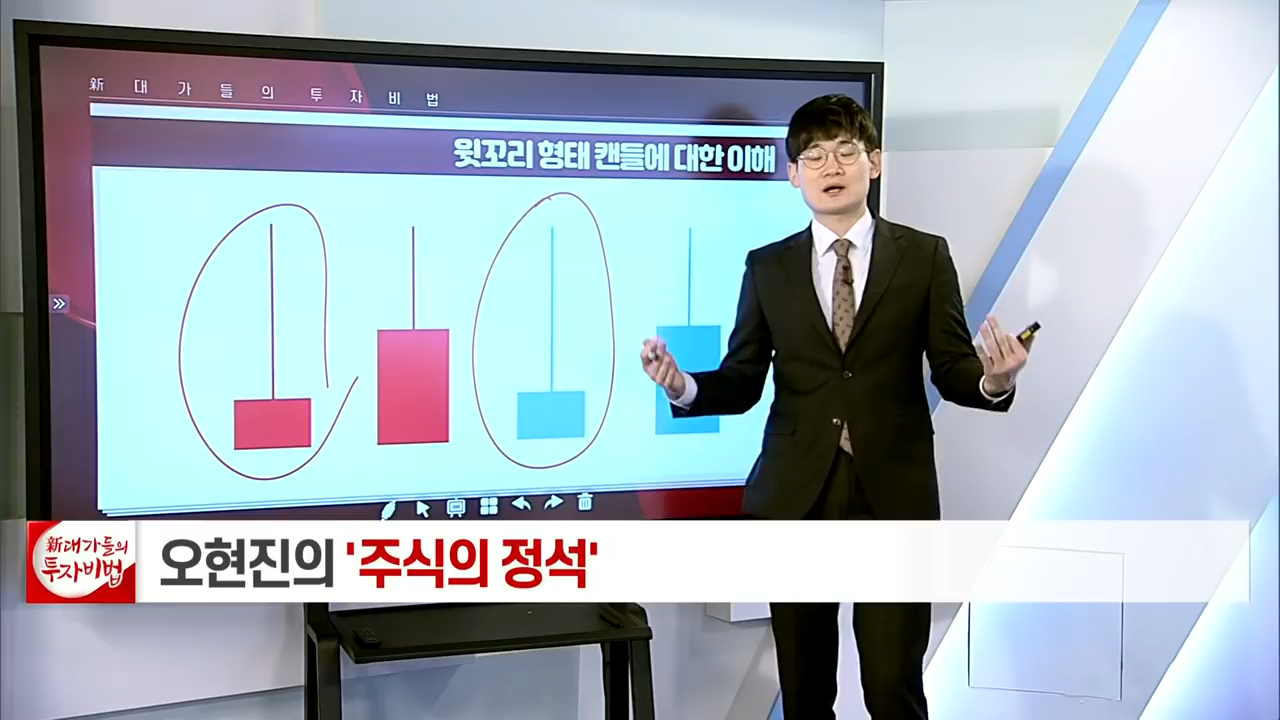 新 대 가 들 의 투 자 비 법
윗꼬리 형태 캔들에 대한 이해
新대가들의
투자비법
오현진의 '주식의 정석'